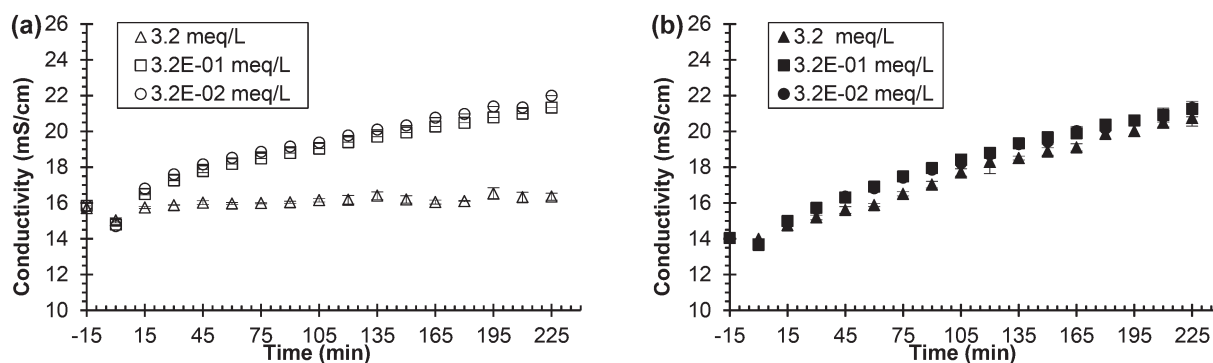 (a)
26
24
22
20
18
16
14
12
10
Conductivity (mS/cm)
3.2 meq/L
3.2E-01 meq/L
3.2E-02 meq/L
-15 15 45 75 105 135 165 195 225
Time (min)
(b)
26
24
22
20
18
16
14
12
10
Conductivity (mS/cm)
3.2 meq/L
3.2E-01 meq/L
3.2E-02 meq/L
-15 15 45 75 105 135 165 195 225
Time (min)